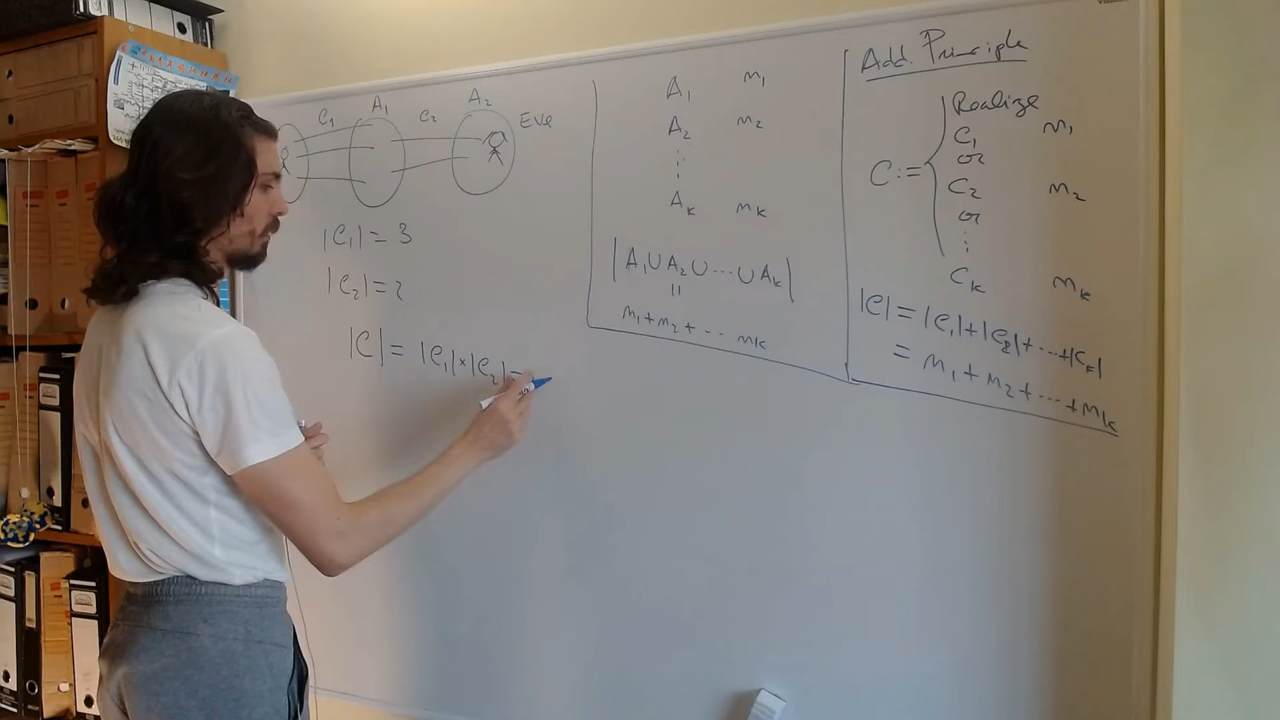 C₁ A₁ C₂ A₂ Eve
|C₁| = 3
|C₂| = 2
|C| = |C₁|×|C₂| =
A₁ m₁
A₂ m₂
⋮
Aₖ mₖ
|A₁∪A₂∪...∪Aₖ|
=
m₁+m₂+...mₖ
Add. Principle
Realize
C₁ m₁
or
C := C₂ m₂
or
⋮
Cₖ mₖ
|C| = |C₁|+|C₂|+...+|Cₖ|
= m₁+m₂+...+mₖ